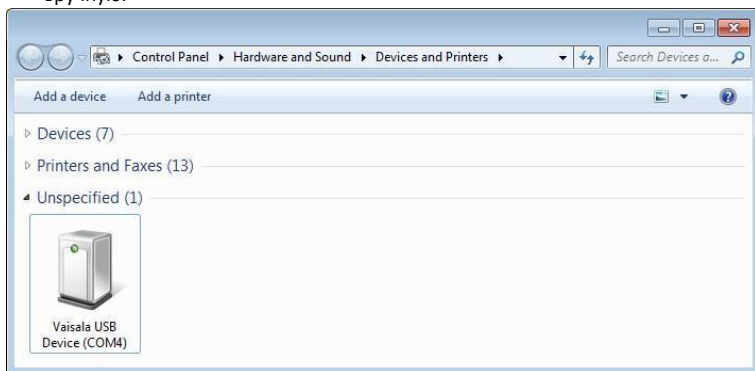 Control Panel ▸ Hardware and Sound ▸ Devices and Printers ▸ Search Devices a...
Add a device Add a printer
Devices (7)
Printers and Faxes (13)
Unspecified (1)
Vaisala USB
Device (COM4)